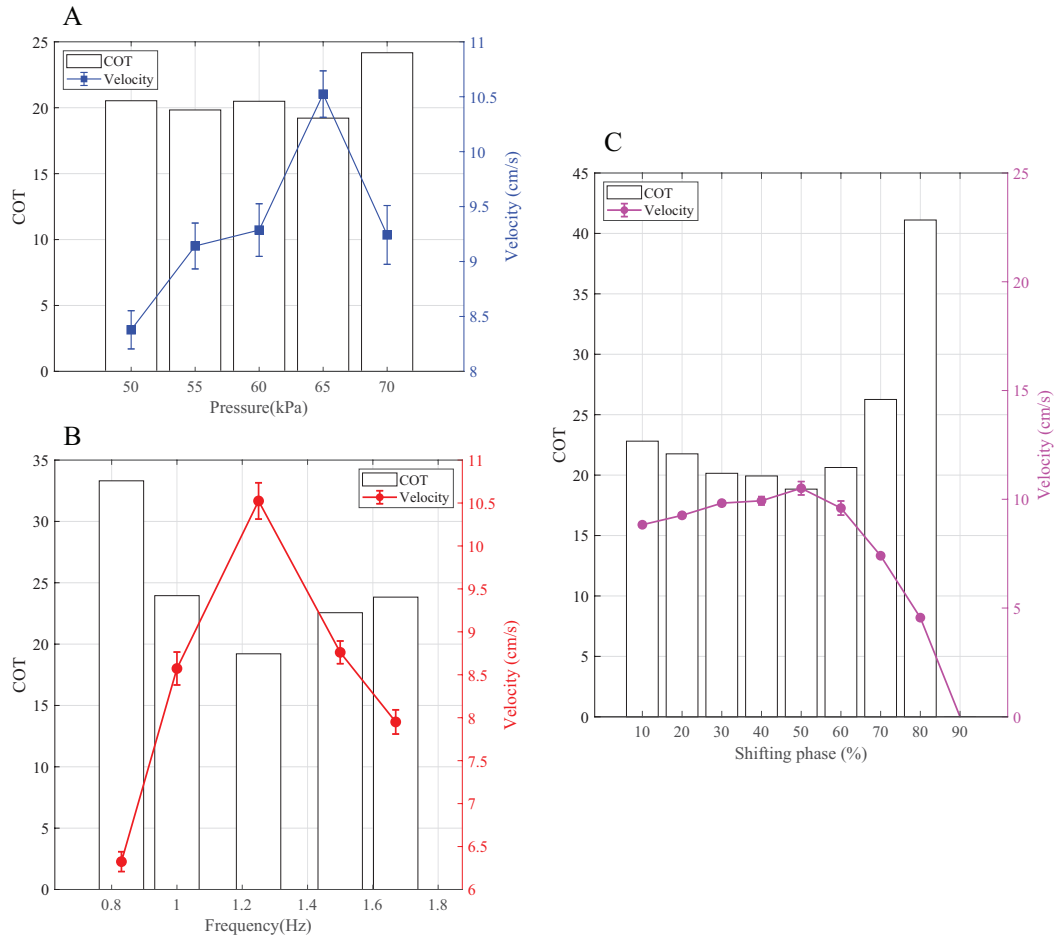 A
COT
Velocity
25
20
15
10
5
0
COT
11
10.5
10
9.5
9
8.5
8
Velocity (cm/s)
50 55 60 65 70
Pressure(kPa)
B
COT
Velocity
35
30
25
20
15
10
5
0
COT
11
10.5
10
9.5
9
8.5
8
7.5
7
6.5
6
Velocity (cm/s)
0.8 1 1.2 1.4 1.6 1.8
Frequency(Hz)
C
COT
Velocity
45
40
35
30
25
20
15
10
5
0
COT
25
20
15
10
5
0
Velocity (cm/s)
10 20 30 40 50 60 70 80 90
Shifting phase (%)